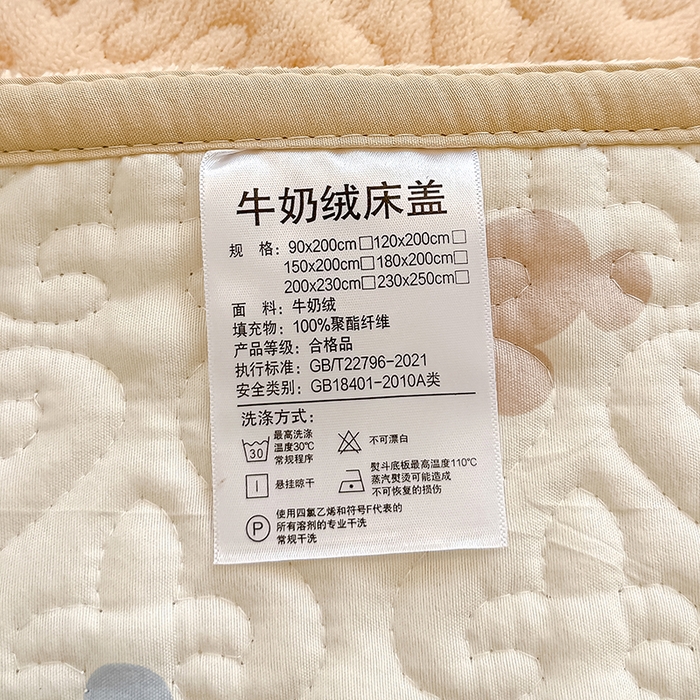 牛奶绒床盖
规 格：90x200cm□120x200cm□
150x200cm□180x200cm□
200x230cm□230x250cm□
面 料：牛奶绒
填充物：100%聚酯纤维
产品等级：合格品
执行标准：GB/T22796-2021
安全类别：GB18401-2010A类
洗涤方式：
30
最高洗涤
温度30℃
常规程序
不可漂白
悬挂晾干
熨斗底板最高温度110℃
蒸汽熨烫可能造成
不可恢复的损伤
P
使用四氯乙烯和符号F代表的
所有溶剂的专业干洗
常规干洗